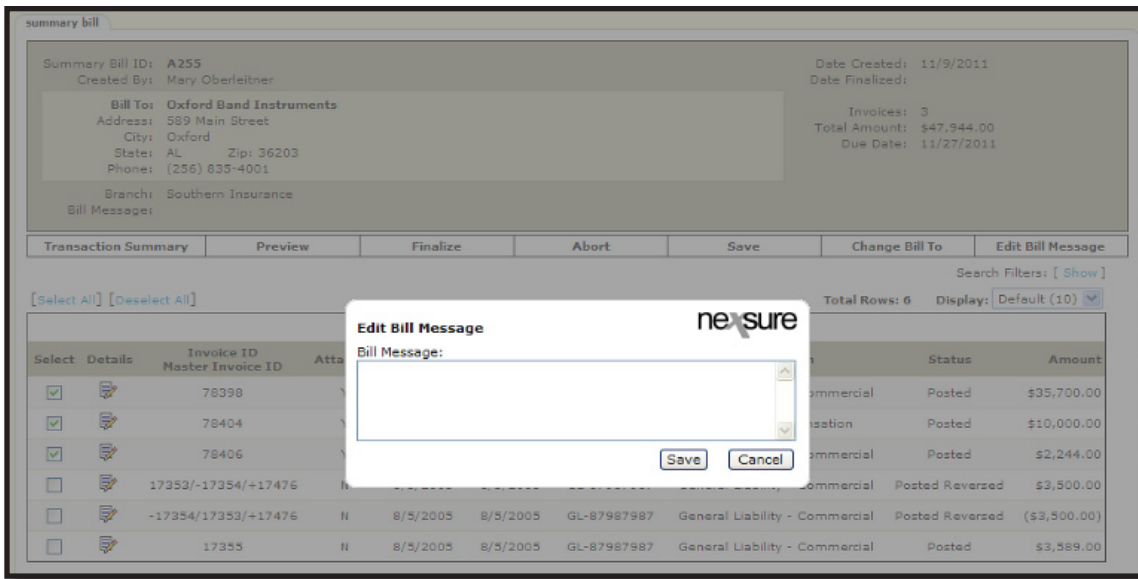 summary bill
Summary Bill ID: A255 Date Created: 11/9/2011
Created By: Mary Oberleitner Date Finalized:
Bill To: Oxford Band Instruments Invoices: 3
Address: 589 Main Street Total Amount: $47,944.00
City: Oxford Due Date: 11/27/2011
State: AL Zip: 36203
Phone: (256) 835-4001
Branch: Southern Insurance
Bill Message:
Transaction Summary Preview Finalize Abort Save Change Bill To Edit Bill Message
Search Filters: [ Show ]
[Select All] [Deselect All] Total Rows: 6 Display: Default (10)
Edit Bill Message nexsure
Bill Message:
Select Details Invoice ID Status Amount
Master Invoice ID
78398 Posted $35,700.00
78404 Posted $10,000.00
78406 Posted $2,244.00
Save Cancel
17353/-17354/+17476 N Posted Reversed $3,500.00
-17354/17353/+17476 N 8/5/2005 8/5/2005 GL-87987987 General Liability - Commercial Posted Reversed ($3,500.00)
17355 N 8/5/2005 8/5/2005 GL-87987987 General Liability - Commercial Posted $3,589.00